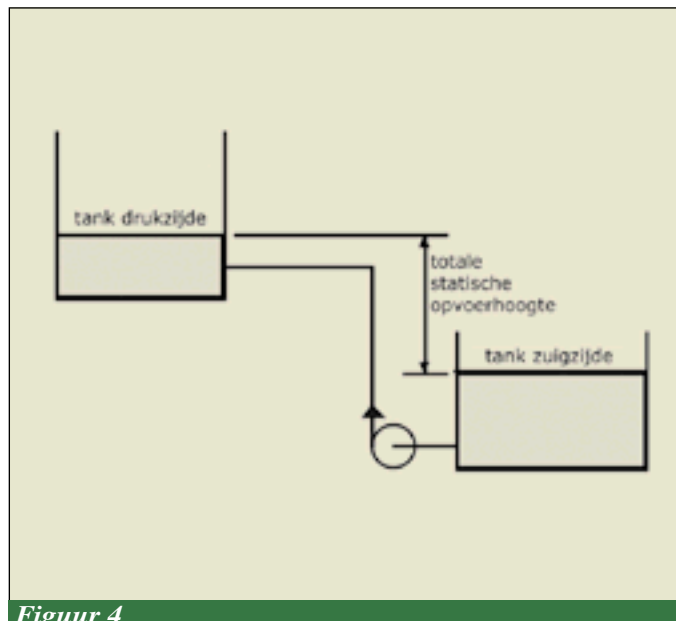 tank drukzijde
totale
statische
opvoerhoogte
tank zuigzijde
Figuur 4